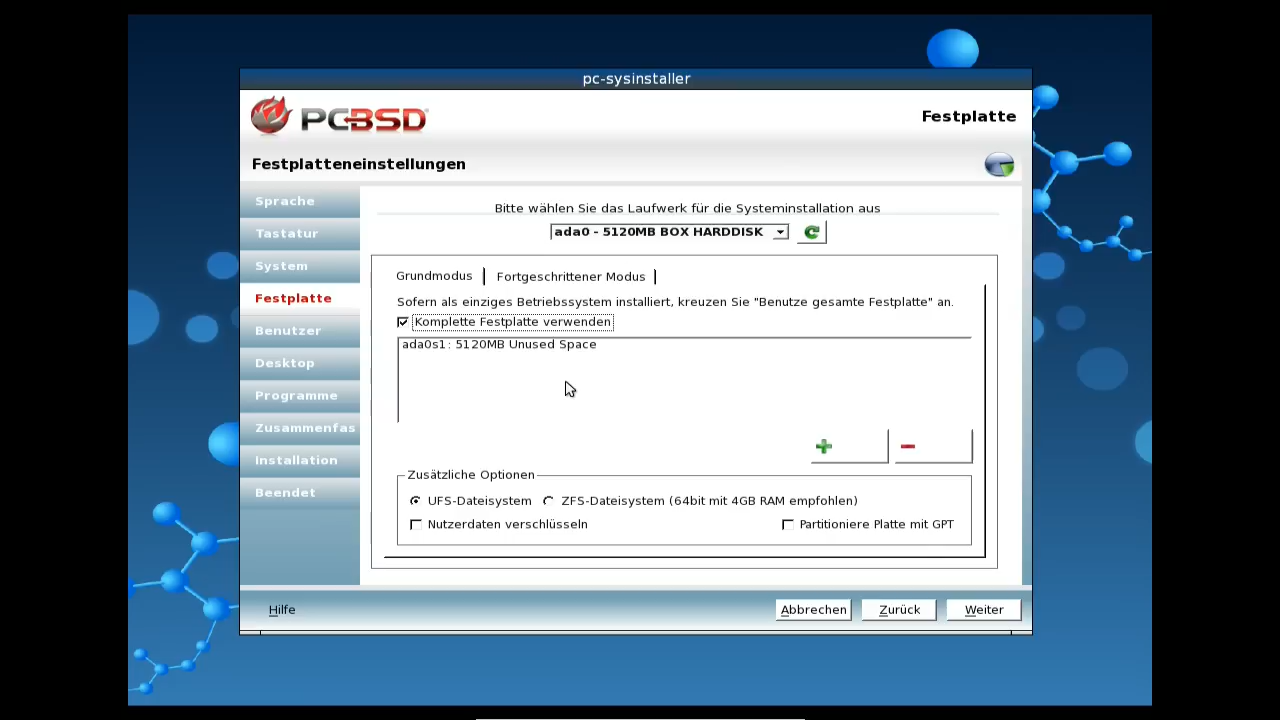 pc-sysinstaller
PCBSD
Festplatte
Festplatteneinstellungen
Sprache
Tastatur
System
Festplatte
Benutzer
Desktop
Programme
Zusammenfas
Installation
Beendet
Bitte wählen Sie das Laufwerk für die Systeminstallation aus
ada0 - 5120MB BOX HARDDISK
Grundmodus
Fortgeschrittener Modus
Sofern als einziges Betriebssystem installiert, kreuzen Sie "Benutze gesamte Festplatte" an.
Komplette Festplatte verwenden
ada0s1: 5120MB Unused Space
Zusätzliche Optionen
UFS-Dateisystem
ZFS-Dateisystem (64bit mit 4GB RAM empfohlen)
Nutzerdaten verschlüsseln
Partitioniere Platte mit GPT
Hilfe
Abbrechen
Zurück
Weiter